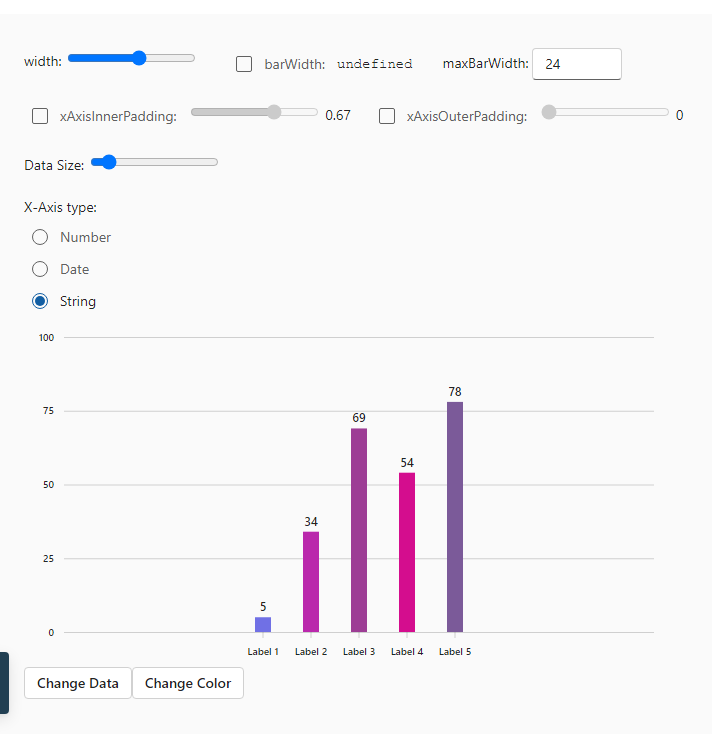 width: barWidth: undefined maxBarWidth: 24
xAxisInnerPadding: 0.67 xAxisOuterPadding: 0
Data Size:
X-Axis type:
Number
Date
String
100
78
75
69
54
50
34
25
5
0
Label 1 Label 2 Label 3 Label 4 Label 5
Change Data Change Color